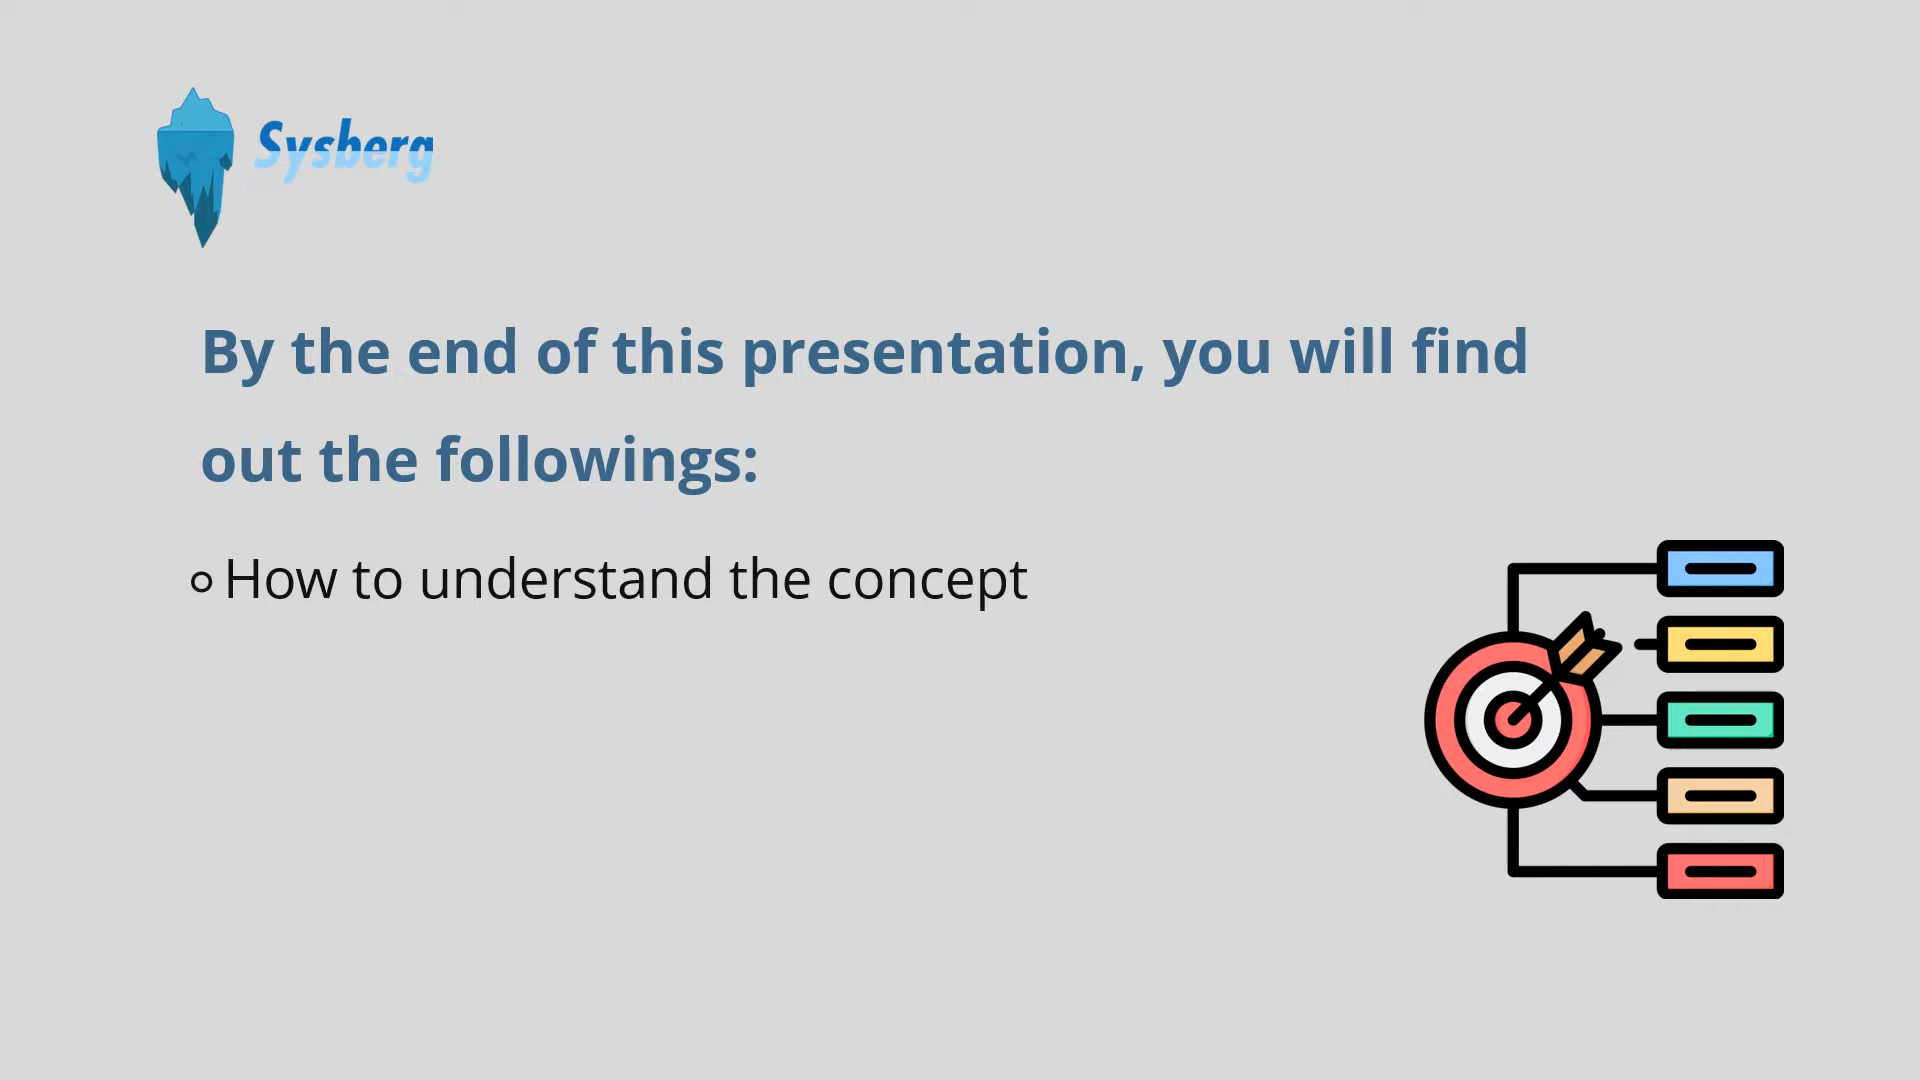 Sysberg
By the end of this presentation, you will find
out the followings:
How to understand the concept